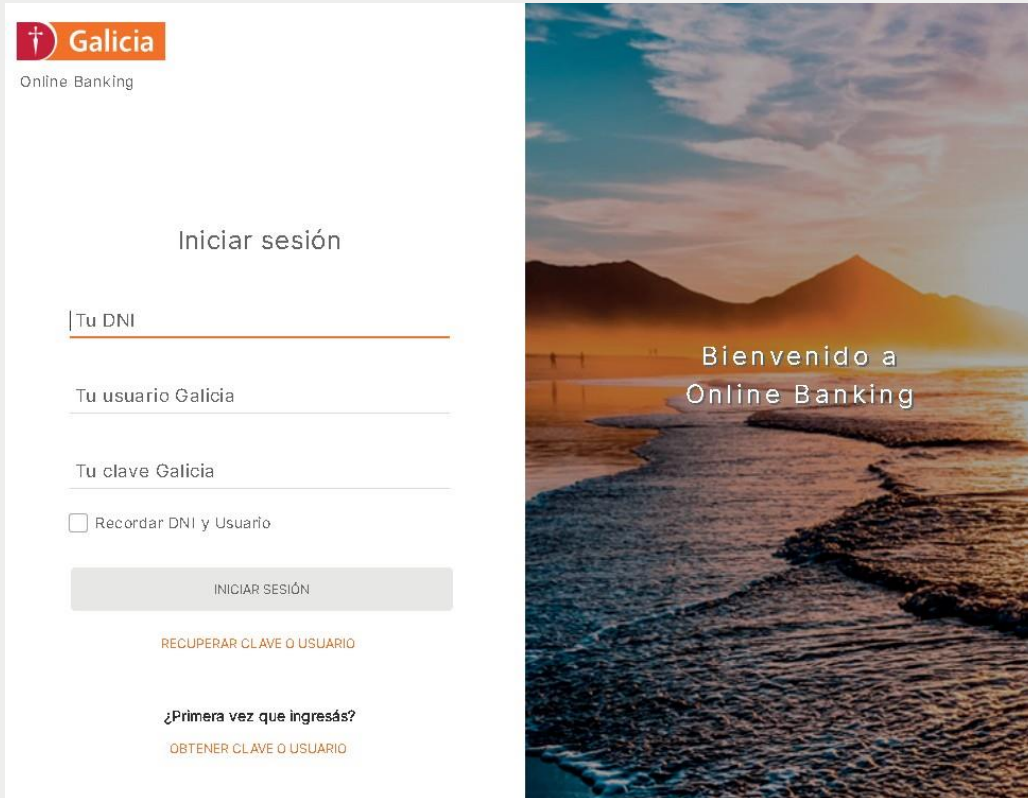 Galicia
Online Banking
Iniciar sesión
Tu DNI
Tu usuario Galicia
Tu clave Galicia
Recordar DNI y Usuario
INICIAR SESIÓN
RECUPERAR CLAVE O USUARIO
¿Primera vez que ingresás?
OBTENER CLAVE O USUARIO
Bienvenido a
Online Banking